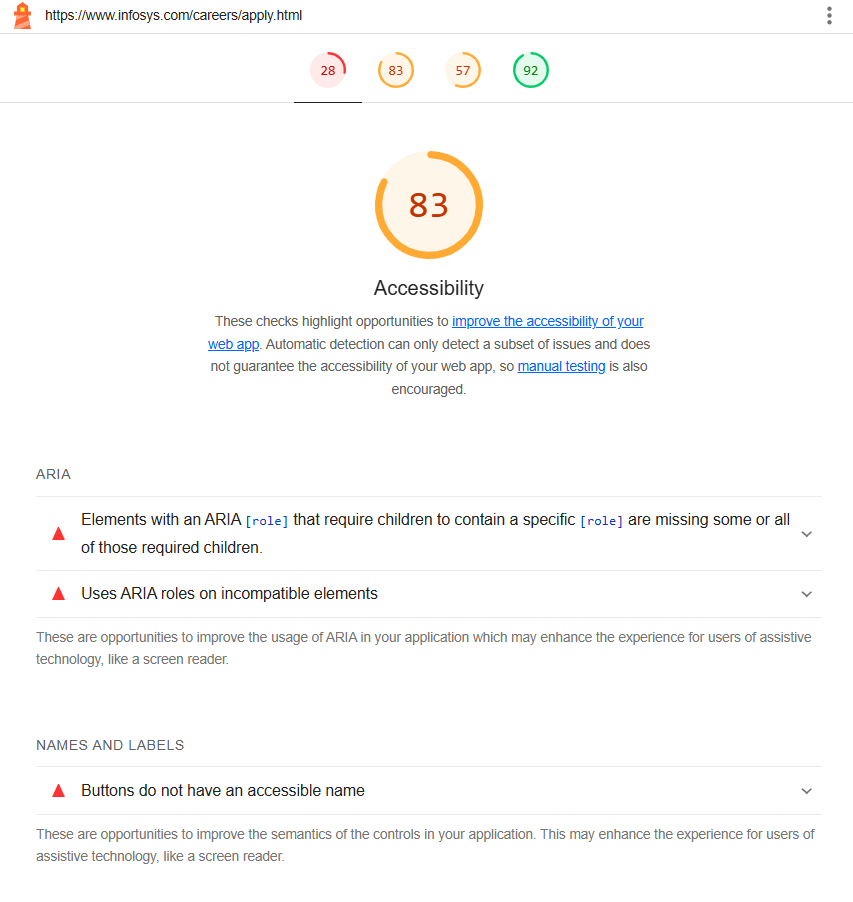 https://www.infosys.com/careers/apply.html
28 83 57 92
83
Accessibility
These checks highlight opportunities to improve the accessibility of your
web app. Automatic detection can only detect a subset of issues and does
not guarantee the accessibility of your web app, so manual testing is also
encouraged.
ARIA
Elements with an ARIA [role] that require children to contain a specific [role] are missing some or all
of those required children.
Uses ARIA roles on incompatible elements
These are opportunities to improve the usage of ARIA in your application which may enhance the experience for users of assistive
technology, like a screen reader.
NAMES AND LABELS
Buttons do not have an accessible name
These are opportunities to improve the semantics of the controls in your application. This may enhance the experience for users of
assistive technology, like a screen reader.